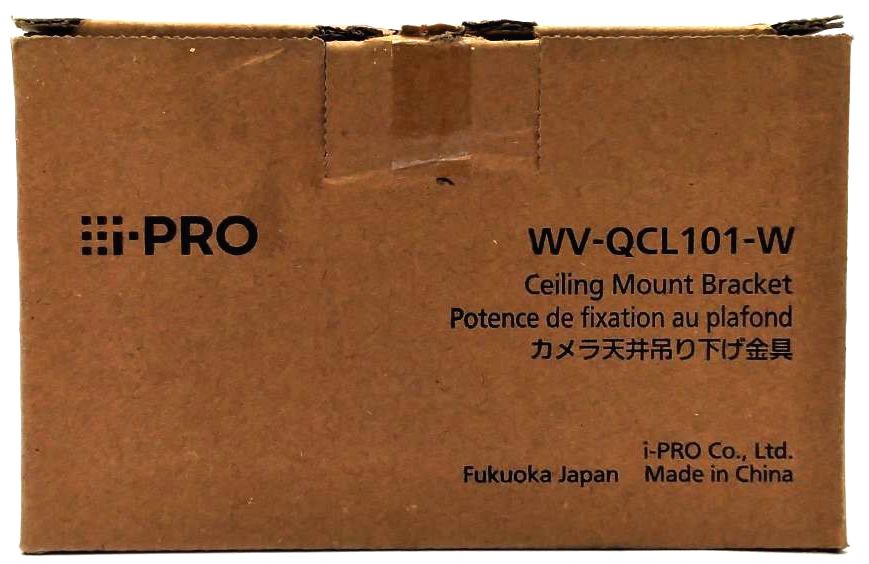 i-PRO
WV-QCL101-W
Ceiling Mount Bracket
Potence de fixation au plafond
カメラ天井吊り下げ金具
i-PRO Co., Ltd.
Fukuoka Japan Made in China